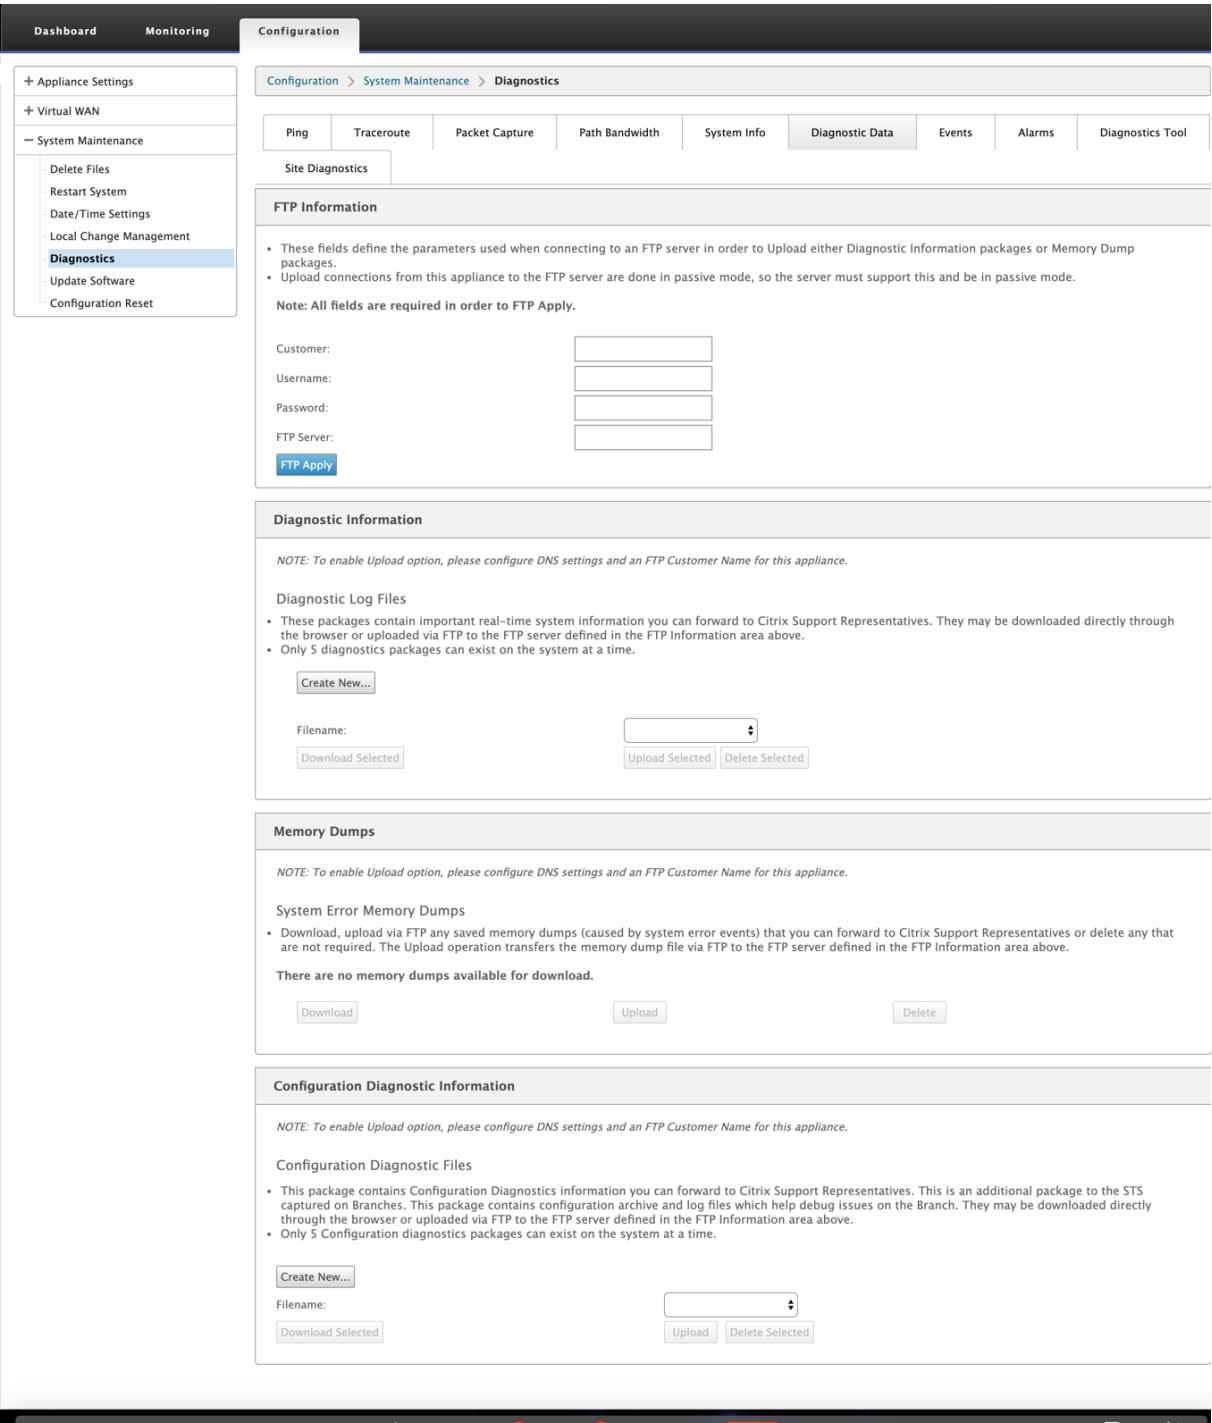 Dashboard Monitoring Configuration
+ Appliance Settings
+ Virtual WAN
− System Maintenance
Delete Files
Restart System
Date/Time Settings
Local Change Management
Diagnostics
Update Software
Configuration Reset
Configuration > System Maintenance > Diagnostics
Ping Traceroute Packet Capture Path Bandwidth System Info Diagnostic Data Events Alarms Diagnostics Tool
Site Diagnostics
FTP Information
• These fields define the parameters used when connecting to an FTP server in order to Upload either Diagnostic Information packages or Memory Dump
packages.
• Upload connections from this appliance to the FTP server are done in passive mode, so the server must support this and be in passive mode.
Note: All fields are required in order to FTP Apply.
Customer:
Username:
Password:
FTP Server:
FTP Apply
Diagnostic Information
NOTE: To enable Upload option, please configure DNS settings and an FTP Customer Name for this appliance.
Diagnostic Log Files
• These packages contain important real-time system information you can forward to Citrix Support Representatives. They may be downloaded directly through
the browser or uploaded via FTP to the FTP server defined in the FTP Information area above.
• Only 5 diagnostics packages can exist on the system at a time.
Create New...
Filename:
Download Selected Upload Selected Delete Selected
Memory Dumps
NOTE: To enable Upload option, please configure DNS settings and an FTP Customer Name for this appliance.
System Error Memory Dumps
• Download, upload via FTP any saved memory dumps (caused by system error events) that you can forward to Citrix Support Representatives or delete any that
are not required. The Upload operation transfers the memory dump file via FTP to the FTP server defined in the FTP Information area above.
There are no memory dumps available for download.
Download Upload Delete
Configuration Diagnostic Information
NOTE: To enable Upload option, please configure DNS settings and an FTP Customer Name for this appliance.
Configuration Diagnostic Files
• This package contains Configuration Diagnostics information you can forward to Citrix Support Representatives. This is an additional package to the STS
captured on Branches. This package contains configuration archive and log files which help debug issues on the Branch. They may be downloaded directly
through the browser or uploaded via FTP to the FTP server defined in the FTP Information area above.
• Only 5 Configuration diagnostics packages can exist on the system at a time.
Create New...
Filename:
Download Selected Upload Delete Selected